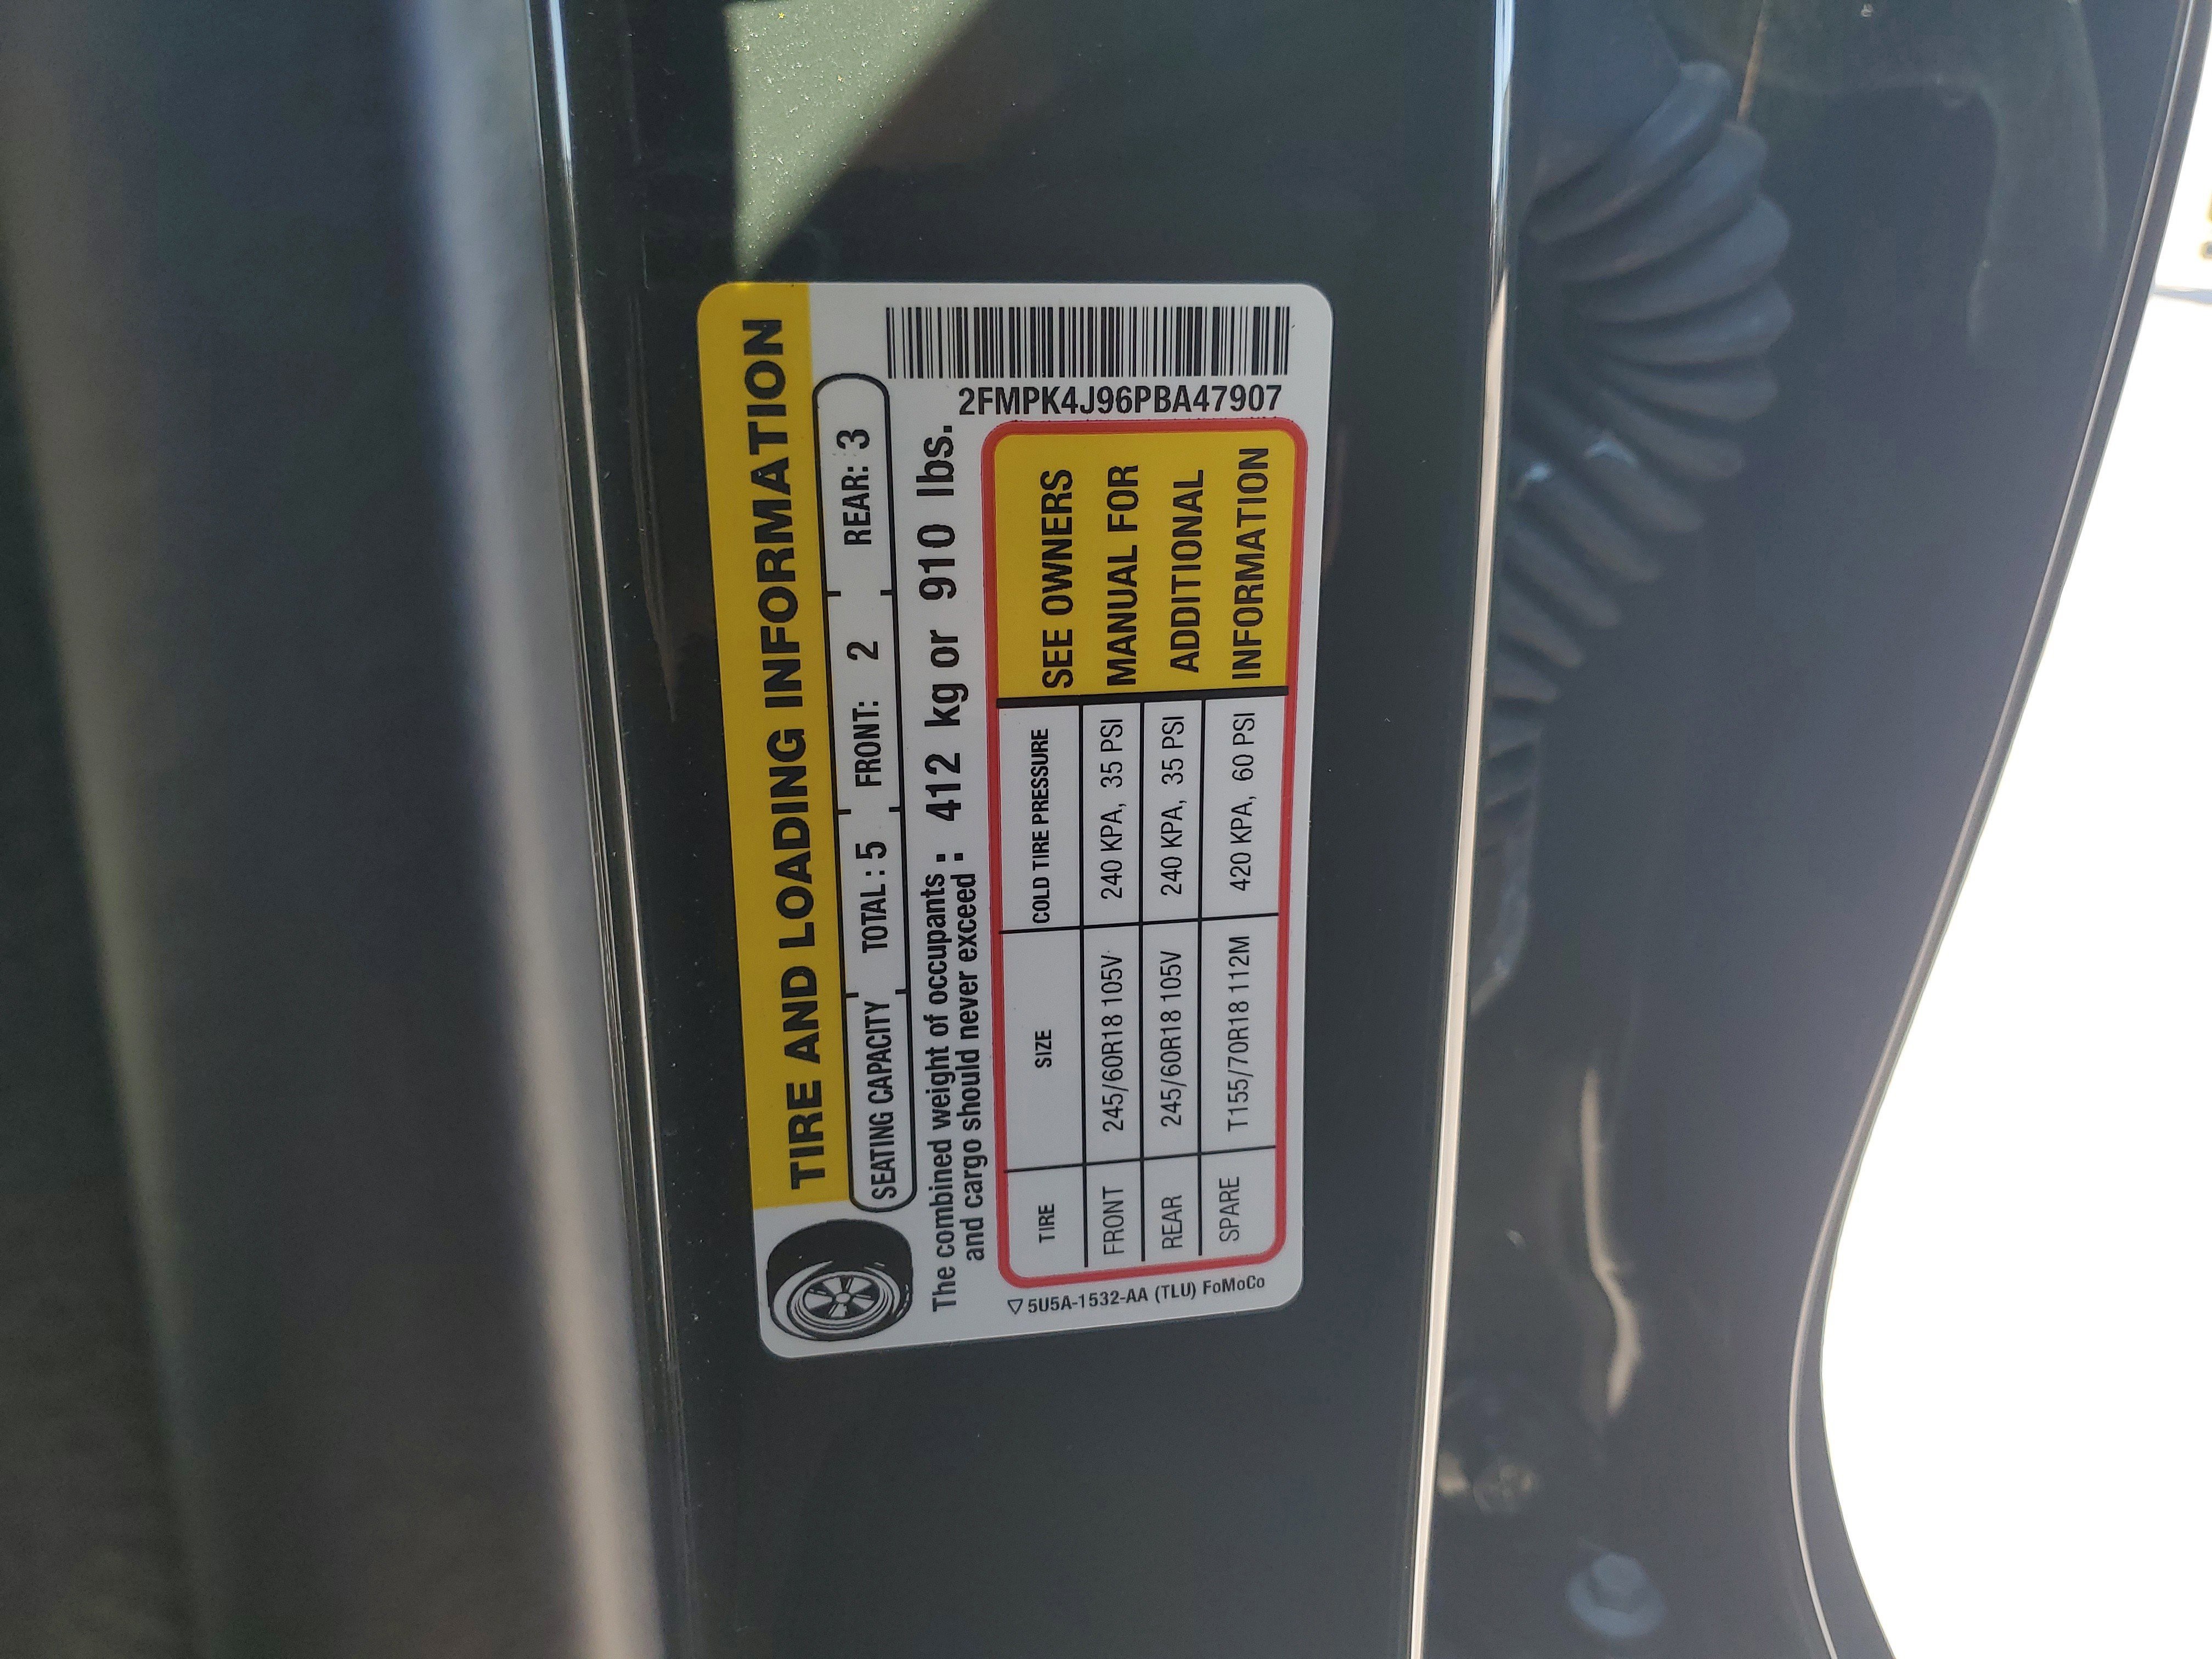 TIRE AND LOADING INFORMATION
SEATING CAPACITY TOTAL: 5 FRONT: 2 REAR: 3
The combined weight of occupants : 412 kg or 910 lbs.
and cargo should never exceed :
2FMPK4J96PBA47907
TIRE SIZE COLD TIRE PRESSURE
FRONT 245/60R18 105V 240 KPA, 35 PSI
REAR 245/60R18 105V 240 KPA, 35 PSI
SPARE T155/70R18 112M 420 KPA, 60 PSI
SEE OWNERS
MANUAL FOR
ADDITIONAL
INFORMATION
5U5A-1532-AA (TLU) FoMoCo